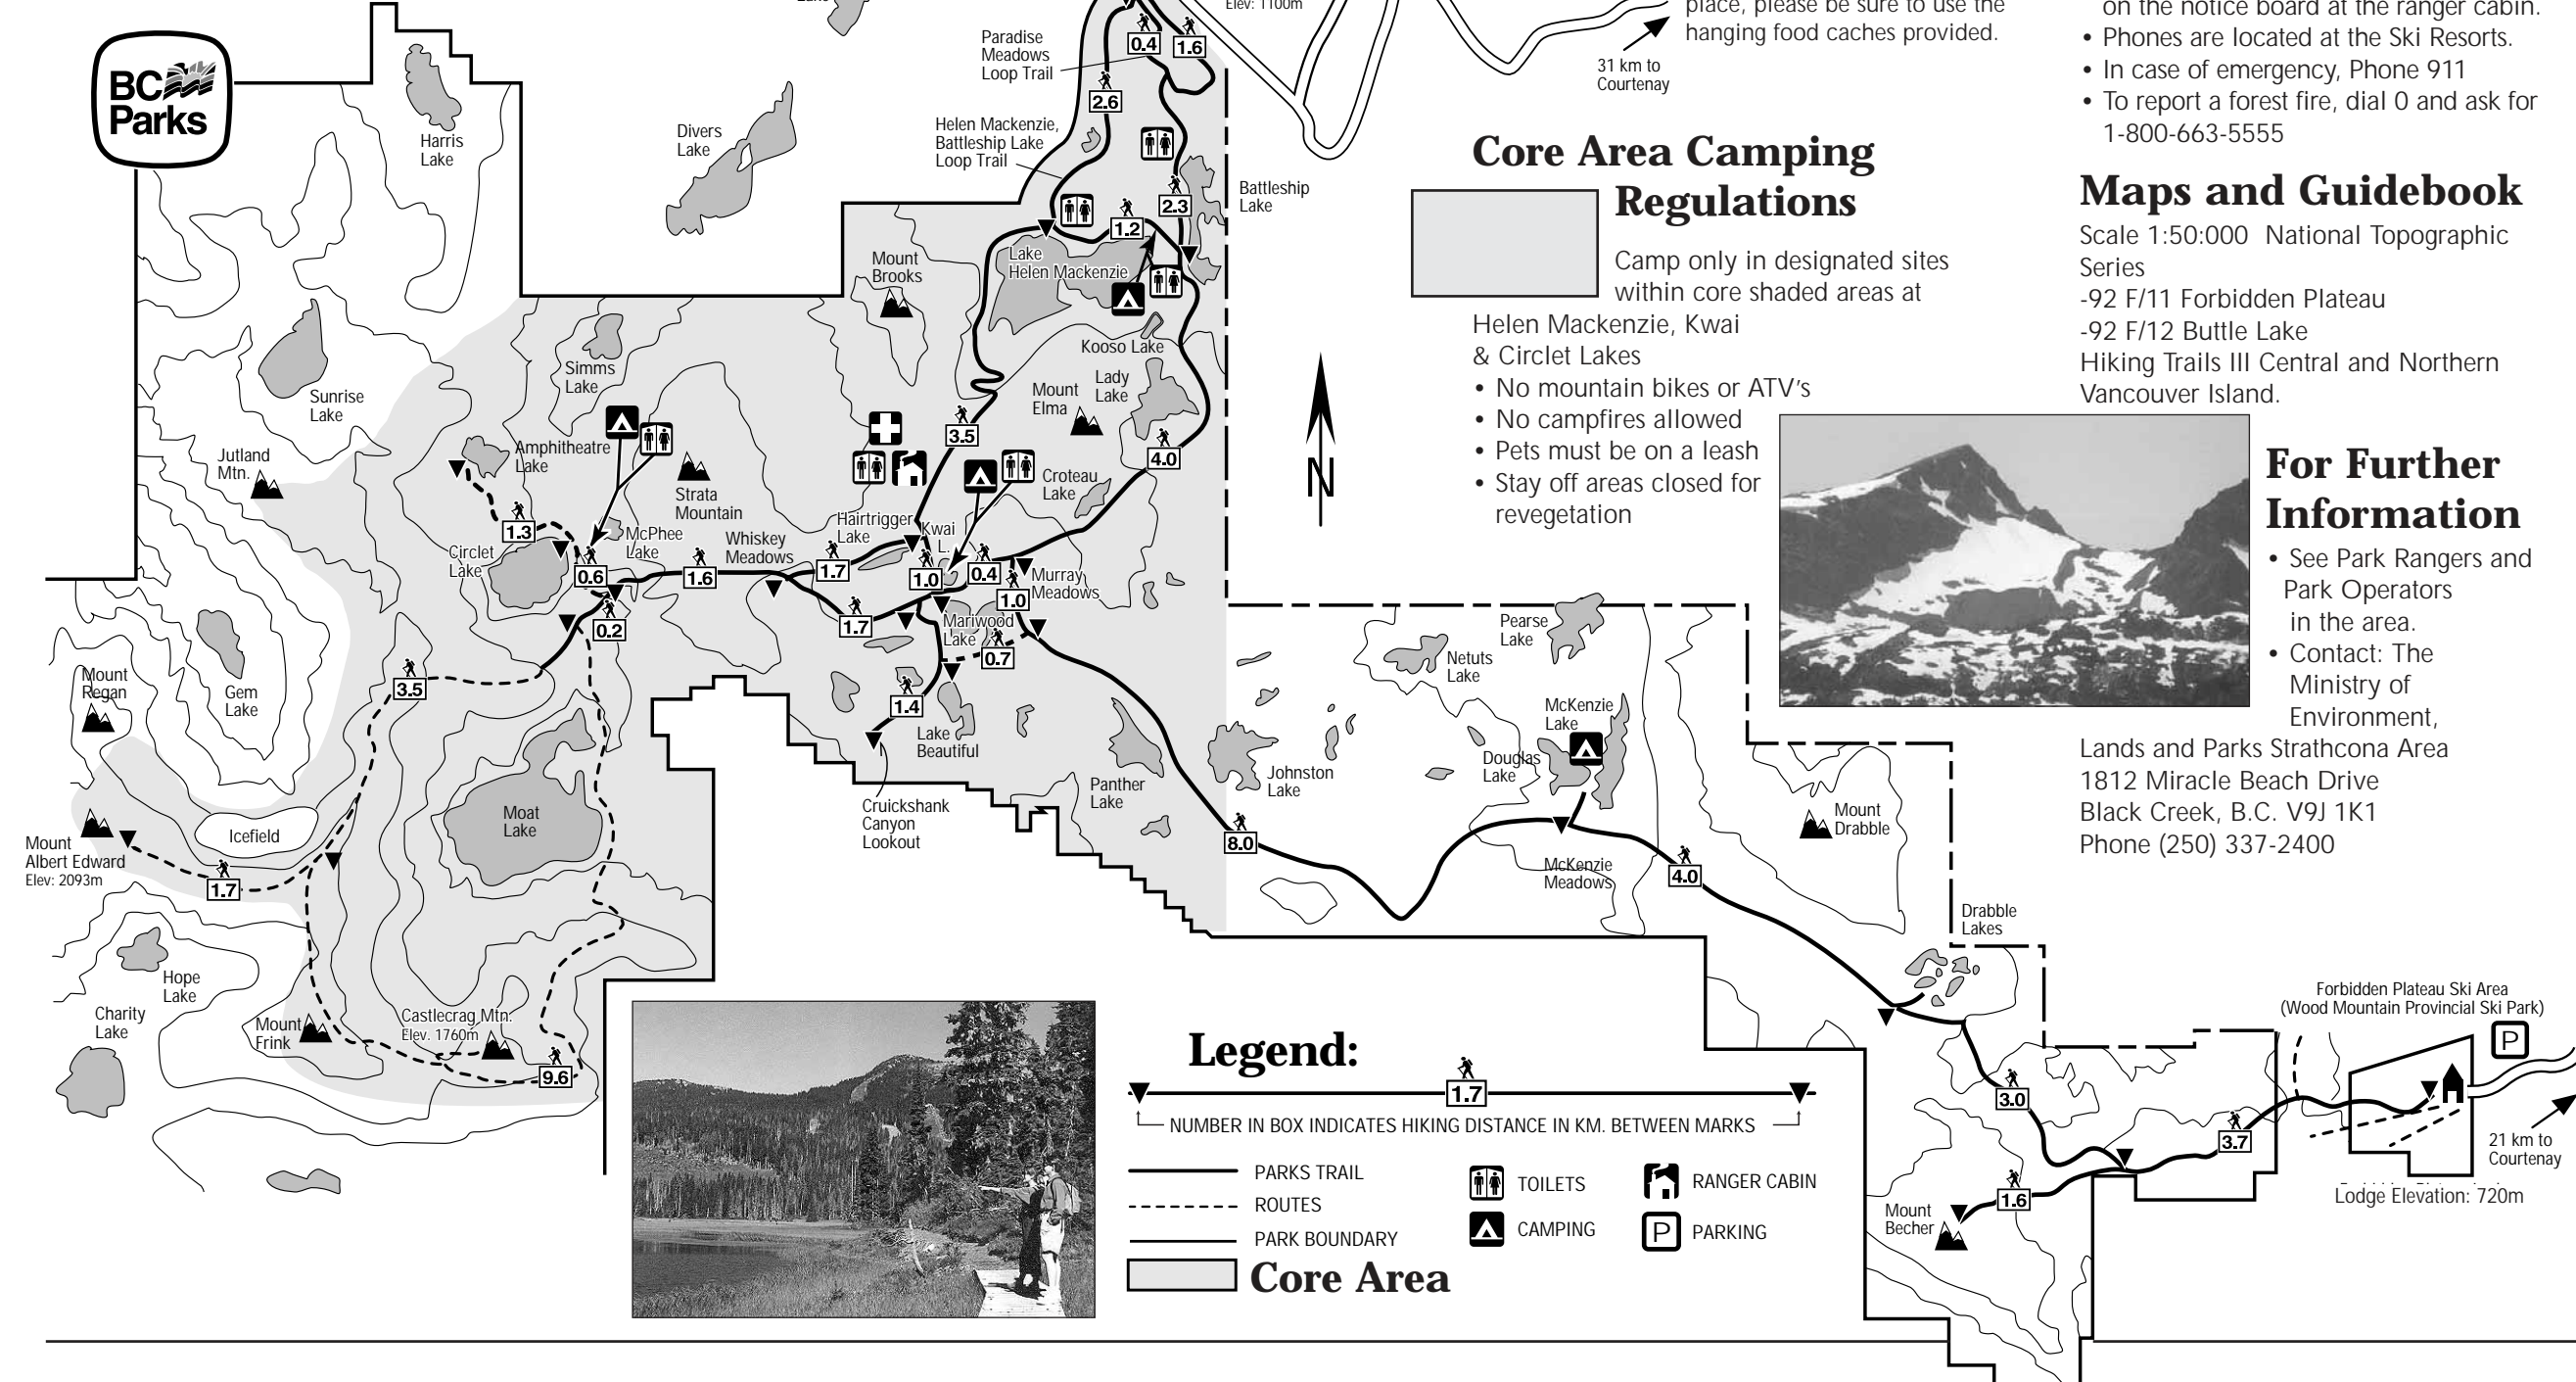 BC
Parks
Harris
Lake
Divers
Lake
Paradise
Meadows
Loop Trail
0.4
1.6
2.6
Helen Mackenzie,
Battleship Lake
Loop Trail
2.3
1.2
Battleship
Lake
Elev: 1100m
31 km to
Courtenay
Lake
Helen Mackenzie
Mount
Brooks
Kooso Lake
Lady
Lake
Mount
Elma
3.5
4.0
Croteau
Lake
Simms
Lake
Sunrise
Lake
Jutland
Mtn.
Amphitheatre
Lake
Strata
Mountain
1.3
McPhee
Lake
Circlet
Lake
0.6
1.6
Whiskey
Meadows
Hairtrigger
Lake
1.7
Kwai
L.
1.0
0.4
Murray
Meadows
1.0
1.7
Mariwood
Lake
0.7
0.2
3.5
Mount
Regan
Gem
Lake
1.4
Lake
Beautiful
Cruickshank
Canyon
Lookout
Panther
Lake
Johnston
Lake
8.0
Moat
Lake
Icefield
Mount
Albert Edward
Elev: 2093m
1.7
Hope
Lake
Charity
Lake
Mount
Frink
Castlecrag Mtn.
Elev. 1760m
9.6
Pearse
Lake
Netuts
Lake
McKenzie
Lake
Douglas
Lake
McKenzie
Meadows
4.0
Mount
Drabble
Drabble
Lakes
3.0
3.7
1.6
Mount
Becher
Forbidden Plateau Ski Area
(Wood Mountain Provincial Ski Park)
P
21 km to
Courtenay
Lodge Elevation: 720m
N
place, please be sure to use the
hanging food caches provided.
Core Area Camping
Regulations
Camp only in designated sites
within core shaded areas at
Helen Mackenzie, Kwai
& Circlet Lakes
• No mountain bikes or ATV's
• No campfires allowed
• Pets must be on a leash
• Stay off areas closed for
revegetation
on the notice board at the ranger cabin.
• Phones are located at the Ski Resorts.
• In case of emergency, Phone 911
• To report a forest fire, dial 0 and ask for
1-800-663-5555
Maps and Guidebook
Scale 1:50:000 National Topographic
Series
-92 F/11 Forbidden Plateau
-92 F/12 Buttle Lake
Hiking Trails III Central and Northern
Vancouver Island.
For Further
Information
• See Park Rangers and
Park Operators
in the area.
• Contact: The
Ministry of
Environment,
Lands and Parks Strathcona Area
1812 Miracle Beach Drive
Black Creek, B.C. V9J 1K1
Phone (250) 337-2400
Legend:
1.7
NUMBER IN BOX INDICATES HIKING DISTANCE IN KM. BETWEEN MARKS
PARKS TRAIL
ROUTES
PARK BOUNDARY
Core Area
TOILETS
CAMPING
RANGER CABIN
P PARKING